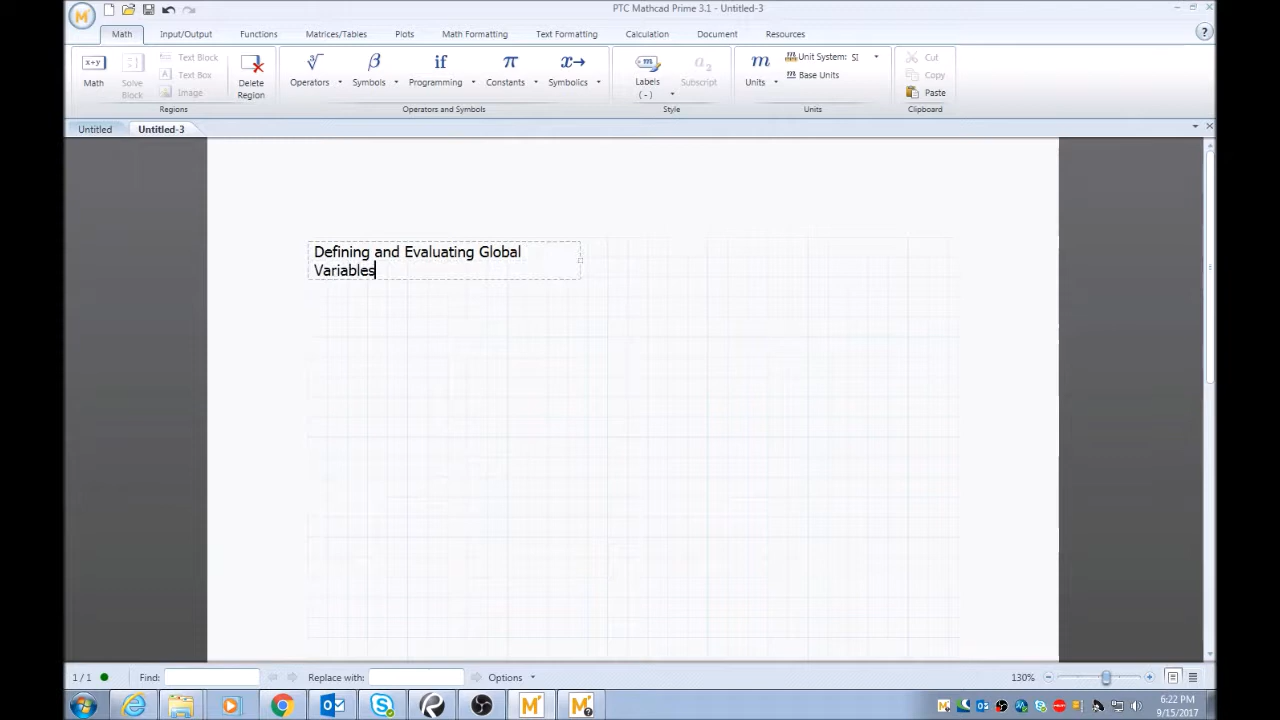 PTC Mathcad Prime 3.1 - Untitled-3
Math Input/Output Functions Matrices/Tables Plots Math Formatting Text Formatting Calculation Document Resources
Math
Solve Block
Text Block
Text Box
Image
Delete Region
Operators
Symbols
if
Programming
π
Constants
Symbolics
Labels
( - )
Subscript
m
Units
Unit System: SI
Base Units
Cut
Copy
Paste
Regions Operators and Symbols Style Units Clipboard
Untitled Untitled-3
Defining and Evaluating Global
Variables
1 / 1 Find: Replace with: Options 130%
6:22 PM
9/15/2017